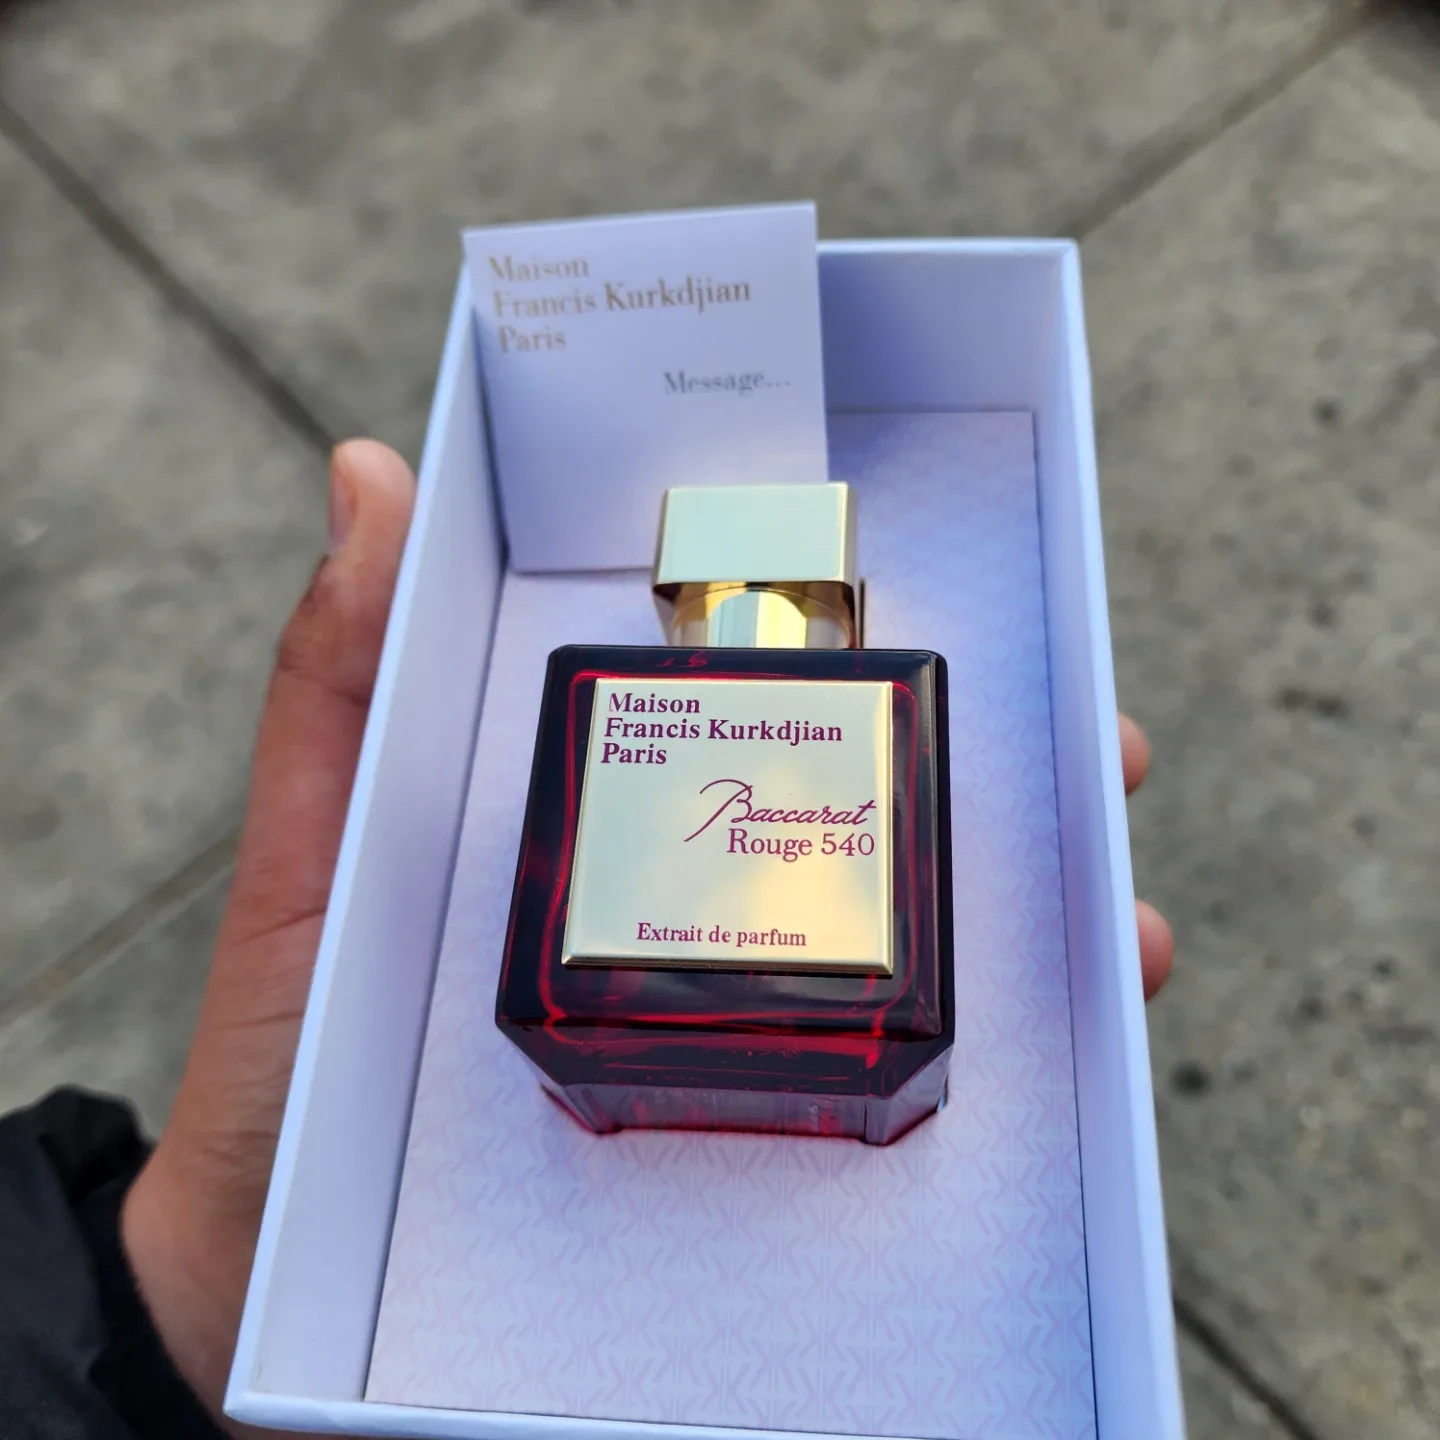 Maison
Francis Kurkdjian
Paris
Message...
Maison
Francis Kurkdjian
Paris
Baccarat
Rouge 540
Extrait de parfum